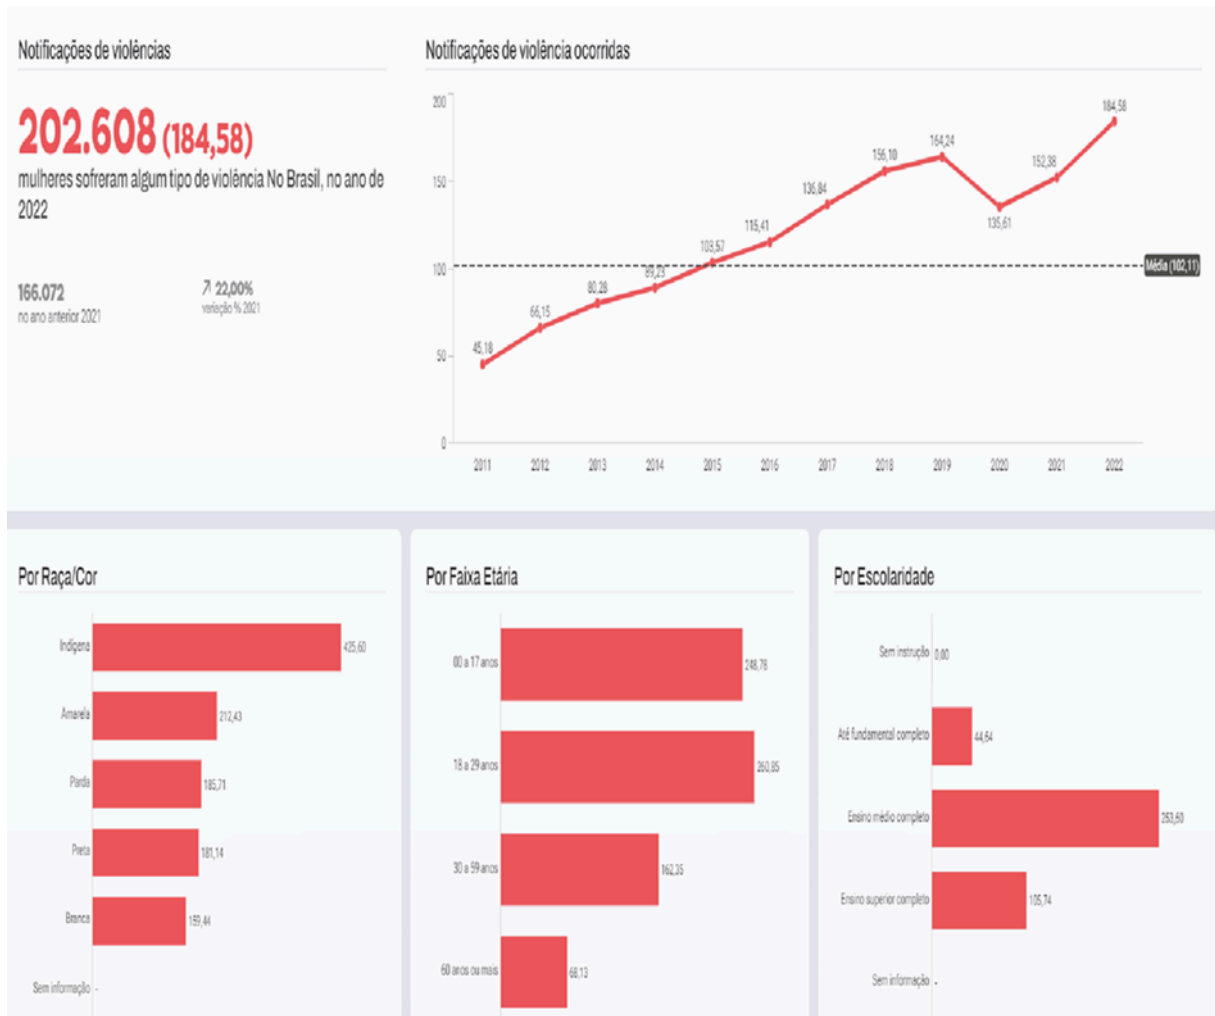 Notificações de violências
202.608 (184,58)
mulheres sofreram algum tipo de violência No Brasil, no ano de
2022
166.072
no ano anterior 2021
22,00%
variação % 2021
Notificações de violência ocorridas
200
150
100
50
0
45,18
66,15
80,28
89,23
103,57
115,41
136,84
156,10
164,24
135,61
152,38
184,58
Média (102,11)
2011
2012
2013
2014
2015
2016
2017
2018
2019
2020
2021
2022
Por Raça/Cor
Indígena 425,60
Amarela 212,43
Parda 185,71
Preta 181,14
Branca 159,44
Sem informação -
Por Faixa Etária
00 a 17 anos 248,78
18 a 29 anos 260,85
30 a 59 anos 162,35
60 anos ou mais 68,13
Por Escolaridade
Sem instrução 0,00
Até fundamental completo 44,64
Ensino médio completo 253,60
Ensino superior completo 105,74
Sem informação -